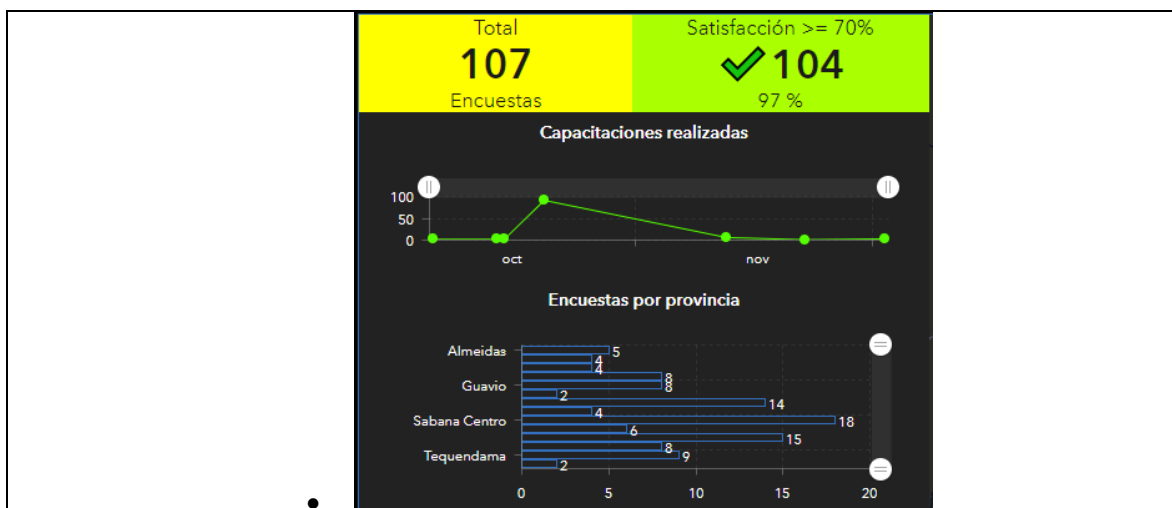 Total
107
Encuestas
Satisfacción >= 70%
104
97 %
Capacitaciones realizadas
100
50
0
oct nov
Encuestas por provincia
Almeidas 5
4
4
8
Guavio 8
2
14
4
Sabana Centro 18
6
15
8
Tequendama 9
2
0 5 10 15 20